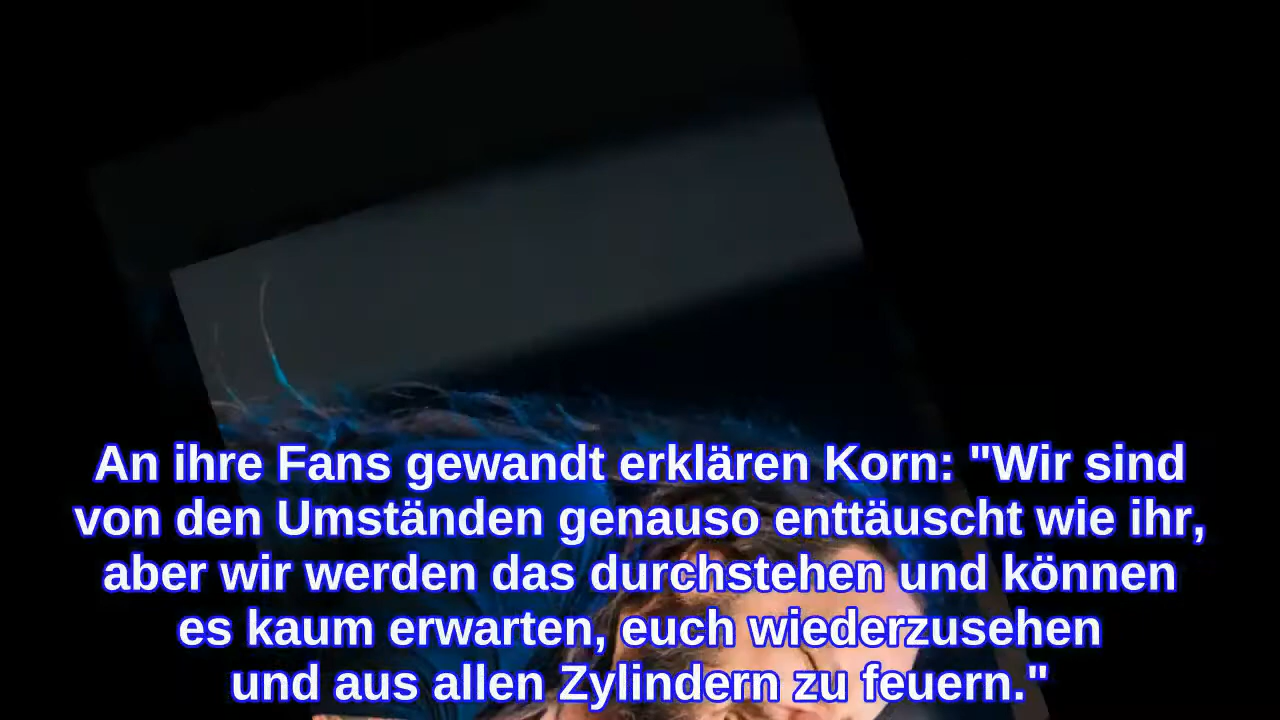 An ihre Fans gewandt erklären Korn: "Wir sind
von den Umständen genauso enttäuscht wie ihr,
aber wir werden das durchstehen und können
es kaum erwarten, euch wiederzusehen
und aus allen Zylindern zu feuern."